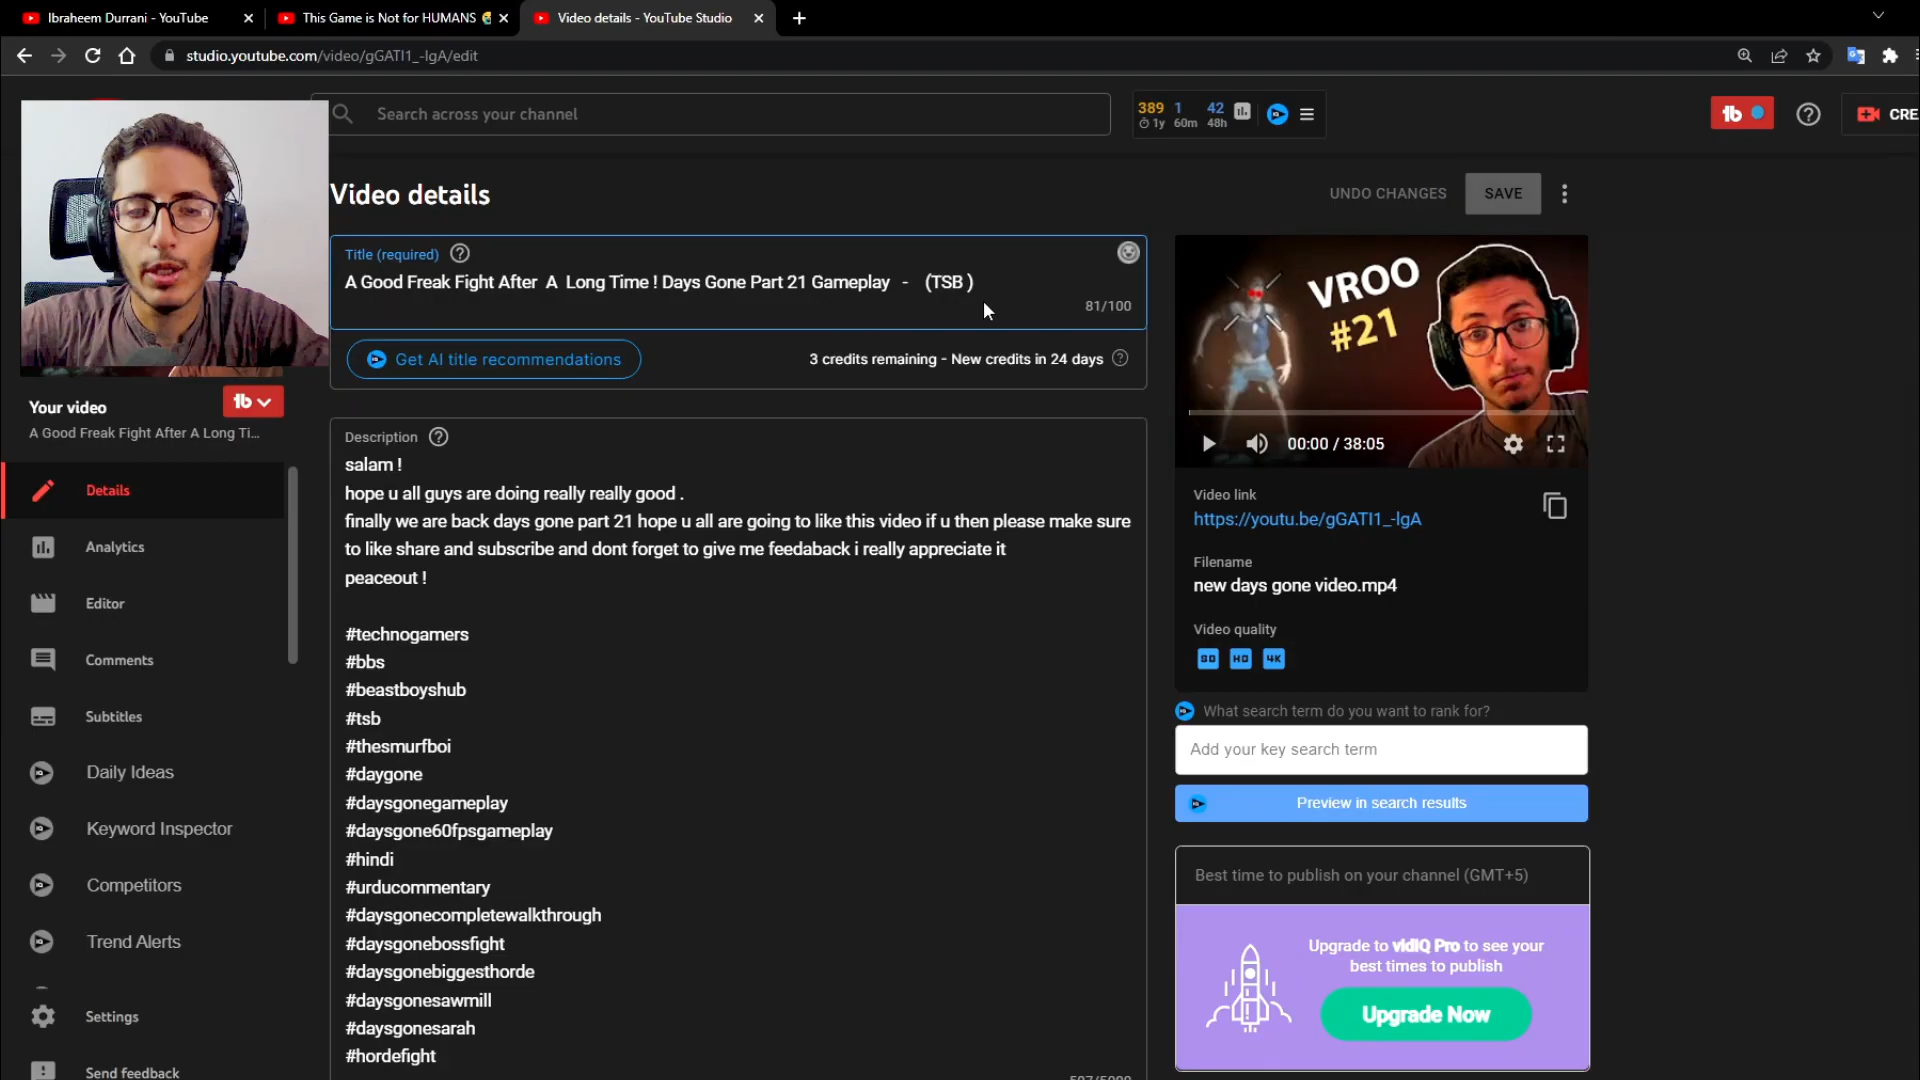 Ibraheem Durrani - YouTube
This Game is Not for HUMANS
Video details - YouTube Studio
studio.youtube.com/video/gGATI1_-lgA/edit
Search across your channel
389 1 42
1y 60m 48h
CRE
Video details
UNDO CHANGES
SAVE
Title (required)
A Good Freak Fight After  A  Long Time ! Days Gone Part 21 Gameplay  -   (TSB )
81/100
Get AI title recommendations
3 credits remaining - New credits in 24 days
VROO
#21
00:00 / 38:05
Your video
A Good Freak Fight After A Long Ti...
Details
Analytics
Editor
Comments
Subtitles
Daily Ideas
Keyword Inspector
Competitors
Trend Alerts
Settings
Send feedback
Description
salam !
hope u all guys are doing really really good .
finally we are back days gone part 21 hope u all are going to like this video if u then please make sure
to like share and subscribe and dont forget to give me feedaback i really appreciate it
peaceout !
#technogamers
#bbs
#beastboyshub
#tsb
#thesmurfboi
#daygone
#daysgonegameplay
#daysgone60fpsgameplay
#hindi
#urducommentary
#daysgonecompletewalkthrough
#daysgonebossfight
#daysgonebiggesthorde
#daysgonesawmill
#daysgonesarah
#hordefight
Video link
https://youtu.be/gGATI1_-lgA
Filename
new days gone video.mp4
Video quality
SD HD 4K
What search term do you want to rank for?
Add your key search term
Preview in search results
Best time to publish on your channel (GMT+5)
Upgrade to vidIQ Pro to see your
best times to publish
Upgrade Now